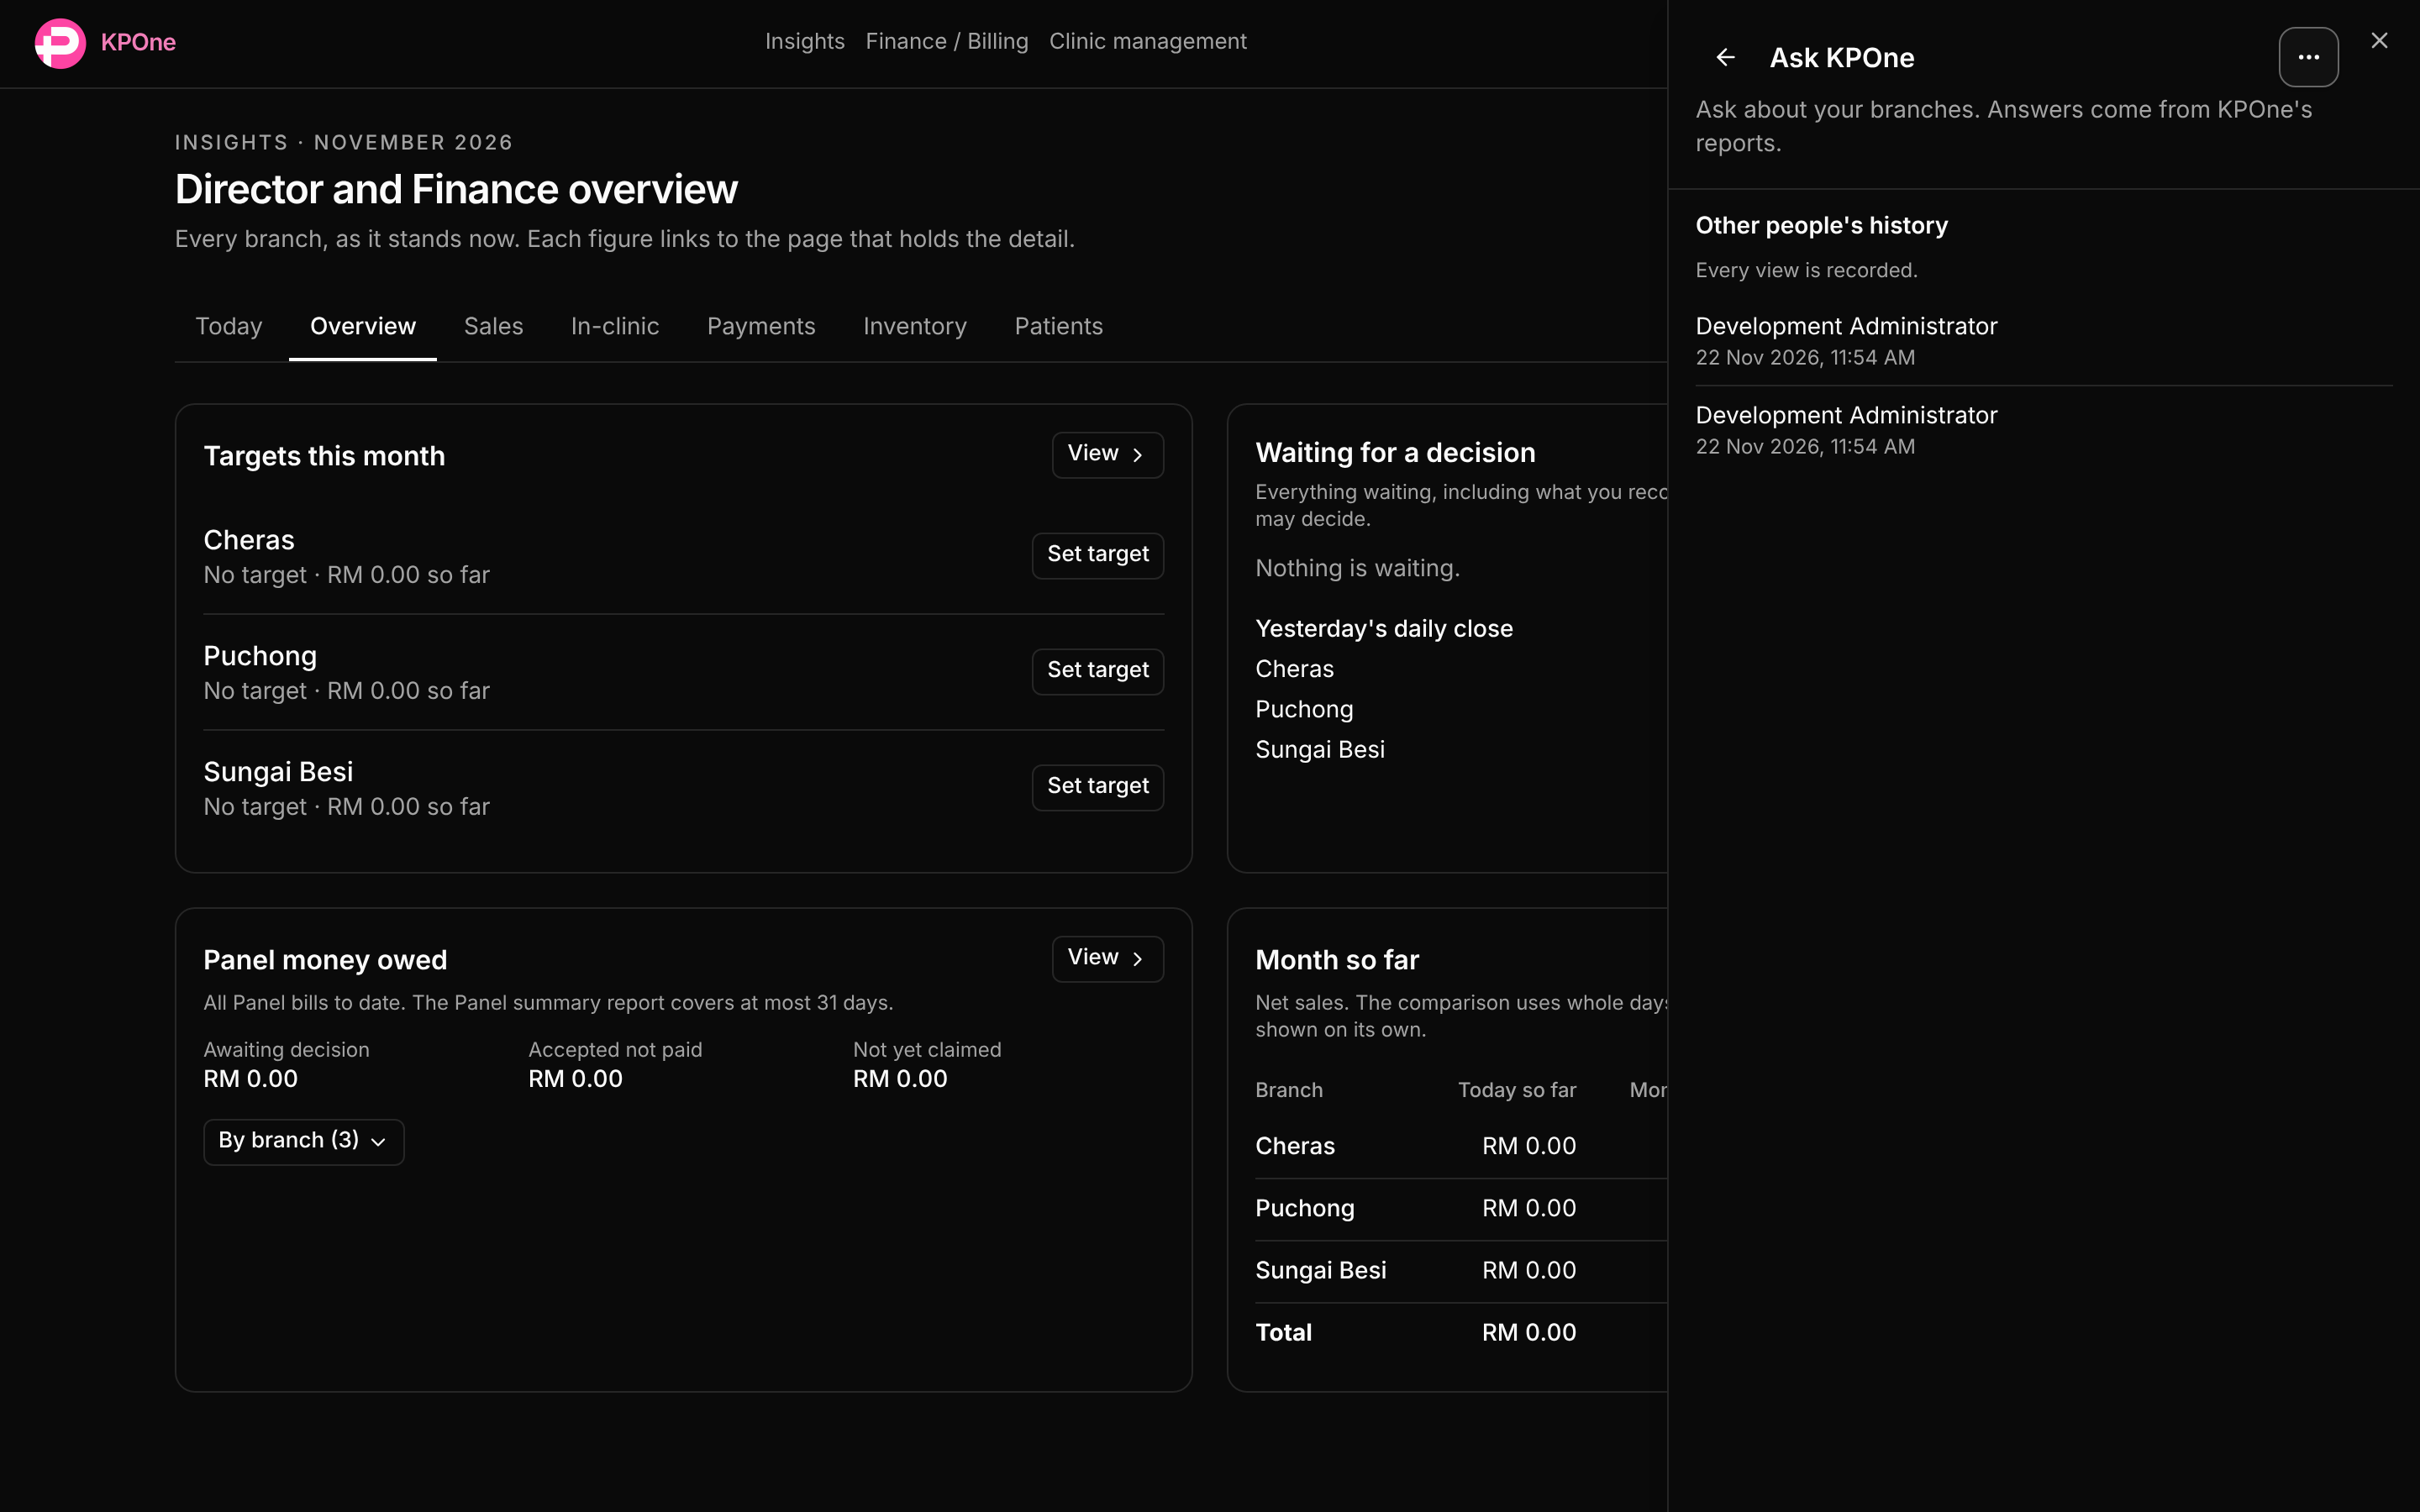 KPOne
Insights
Finance / Billing
Clinic management
INSIGHTS · NOVEMBER 2026
Director and Finance overview
Every branch, as it stands now. Each figure links to the page that holds the detail.
Today
Overview
Sales
In-clinic
Payments
Inventory
Patients
Targets this month
View
Cheras
No target · RM 0.00 so far
Set target
Puchong
No target · RM 0.00 so far
Set target
Sungai Besi
No target · RM 0.00 so far
Set target
Waiting for a decision
Everything waiting, including what you
may decide.
Nothing is waiting.
Yesterday's daily close
Cheras
Puchong
Sungai Besi
Panel money owed
View
All Panel bills to date. The Panel summary report covers at most 31 days.
Awaiting decision
RM 0.00
Accepted not paid
RM 0.00
Not yet claimed
RM 0.00
By branch (3)
Month so far
Net sales. The comparison uses whole days
shown on its own.
Branch
Today so far
Cheras
RM 0.00
Puchong
RM 0.00
Sungai Besi
RM 0.00
Total
RM 0.00
Ask KPOne
Ask about your branches. Answers come from KPOne's
reports.
Other people's history
Every view is recorded.
Development Administrator
22 Nov 2026, 11:54 AM
Development Administrator
22 Nov 2026, 11:54 AM